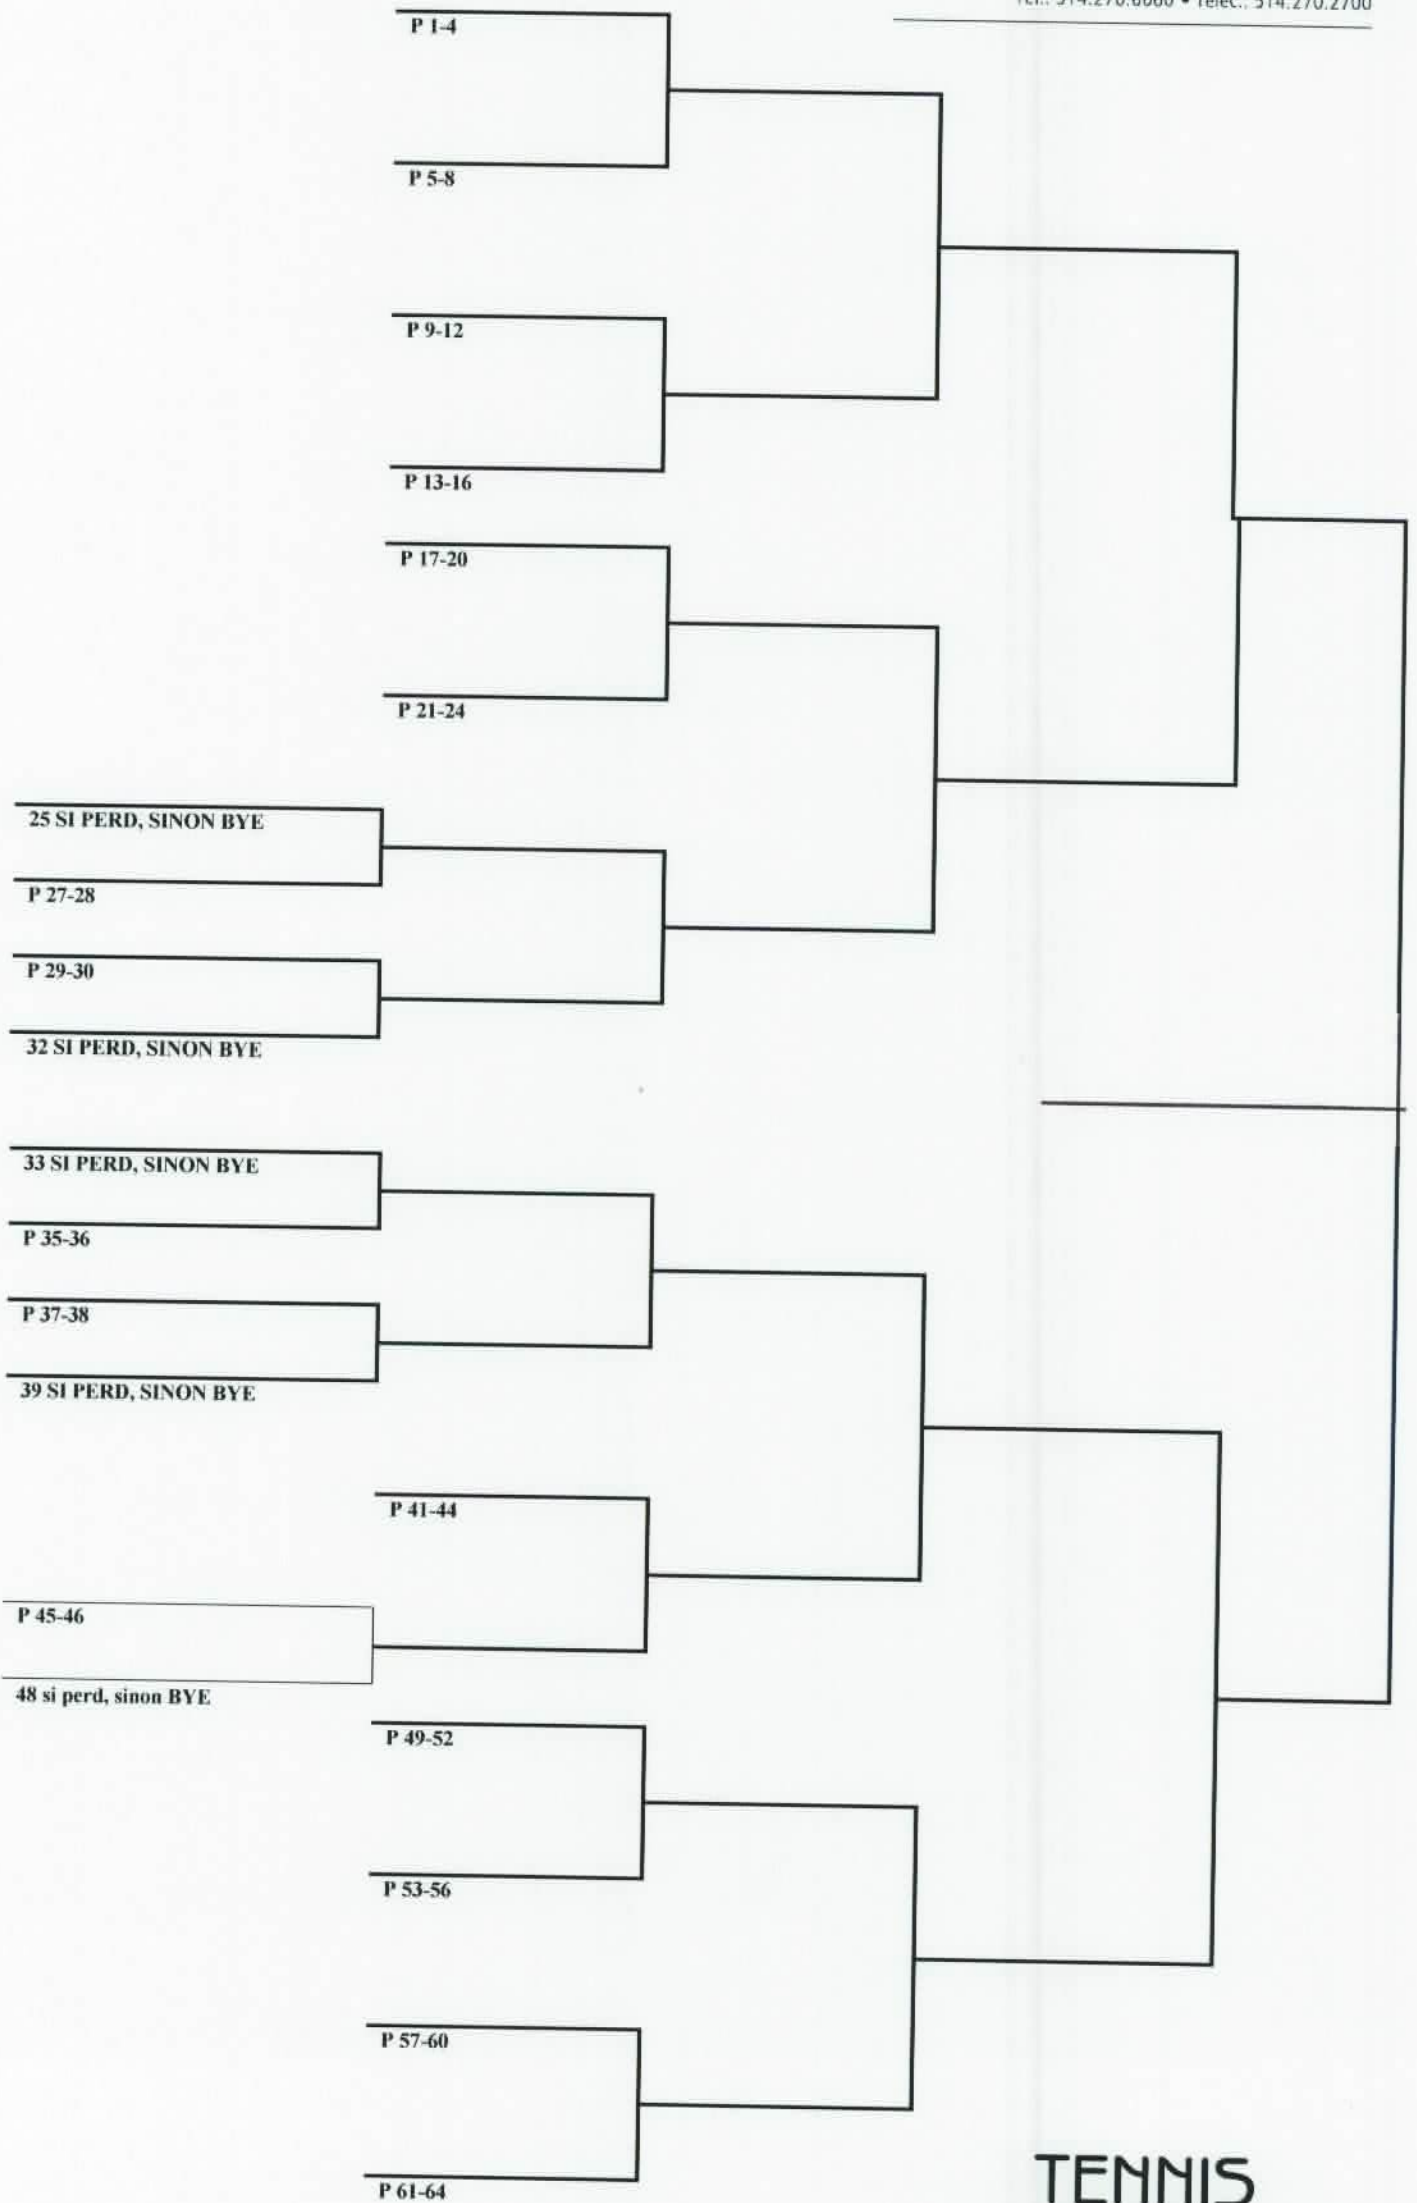 P 1-4
P 5-8
P 9-12
P 13-16
P 17-20
P 21-24
25 SI PERD, SINON BYE
P 27-28
P 29-30
32 SI PERD, SINON BYE
33 SI PERD, SINON BYE
P 35-36
P 37-38
39 SI PERD, SINON BYE
P 41-44
P 45-46
48 si perd, sinon BYE
P 49-52
P 53-56
P 57-60
P 61-64
TENNIS